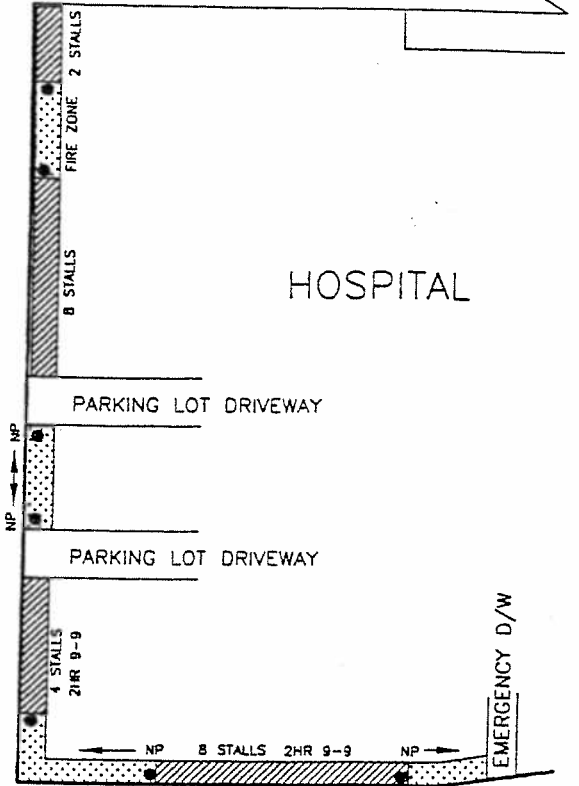 2 STALLS
FIRE ZONE
8 STALLS
HOSPITAL
PARKING LOT DRIVEWAY
NP
NP
PARKING LOT DRIVEWAY
4 STALLS
2HR 9-9
EMERGENCY D/W
NP 8 STALLS 2HR 9-9 NP